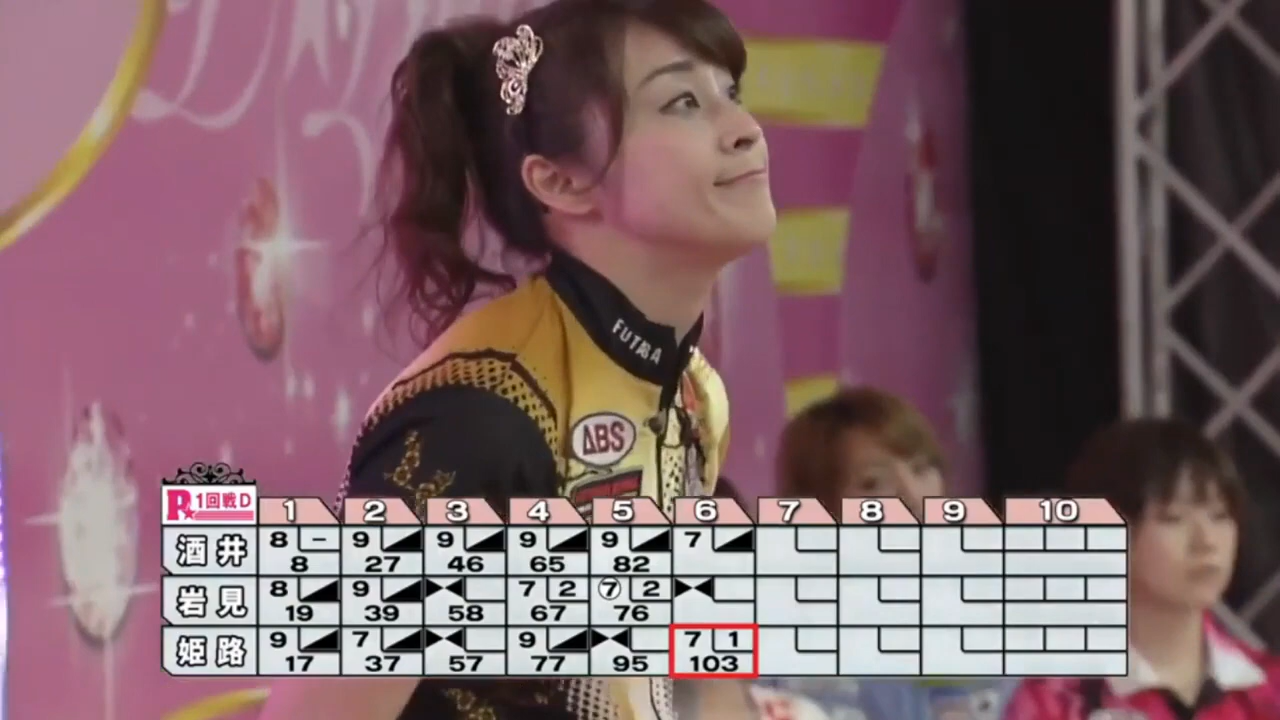 FUTABA
ABS
R 1回戦D 1 2 3 4 5 6 7 8 9 10
酒井 8 - 9 9 9 9 7
8 27 46 65 82
岩見 8 9 7 2 ⑦ 2
19 39 58 67 76
姫路 9 7 9 7 1
17 37 57 77 95 103